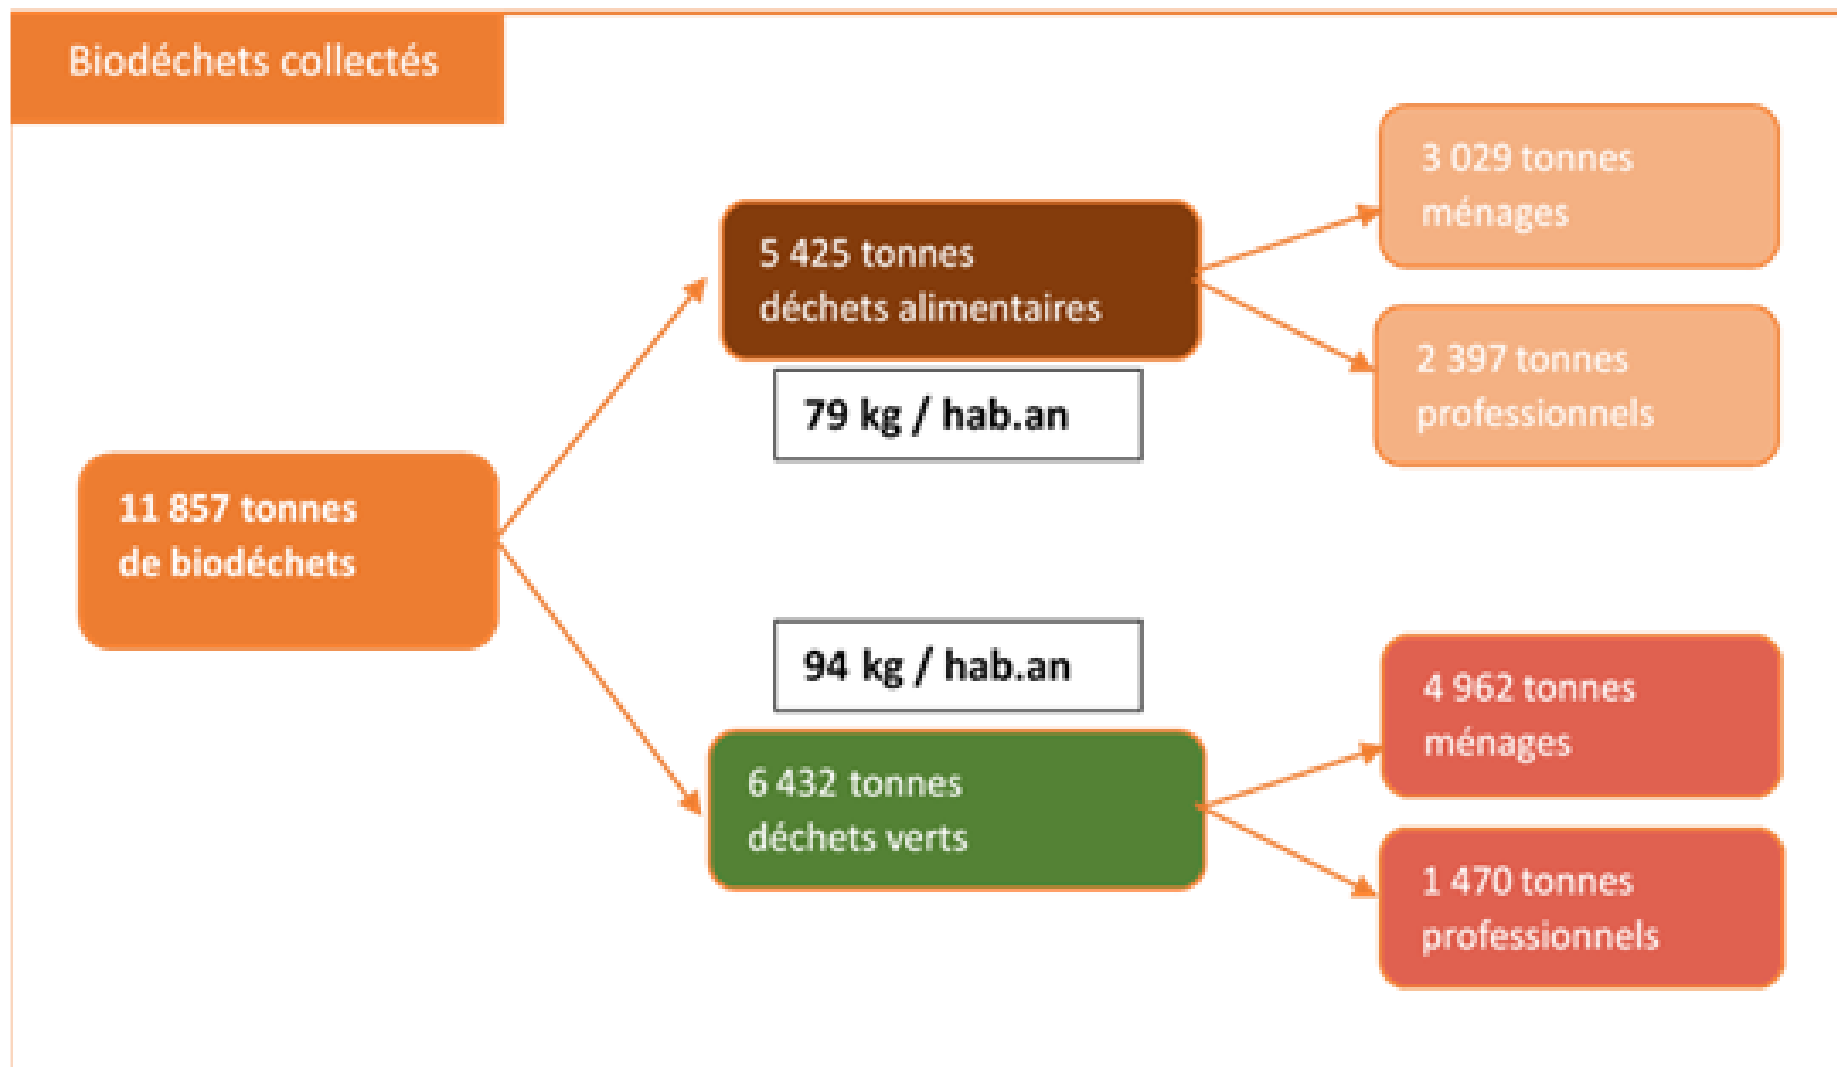 Biodéchets collectés
11 857 tonnes
de biodéchets
5 425 tonnes
déchets alimentaires
79 kg / hab.an
3 029 tonnes
ménages
2 397 tonnes
professionnels
94 kg / hab.an
6 432 tonnes
déchets verts
4 962 tonnes
ménages
1 470 tonnes
professionnels